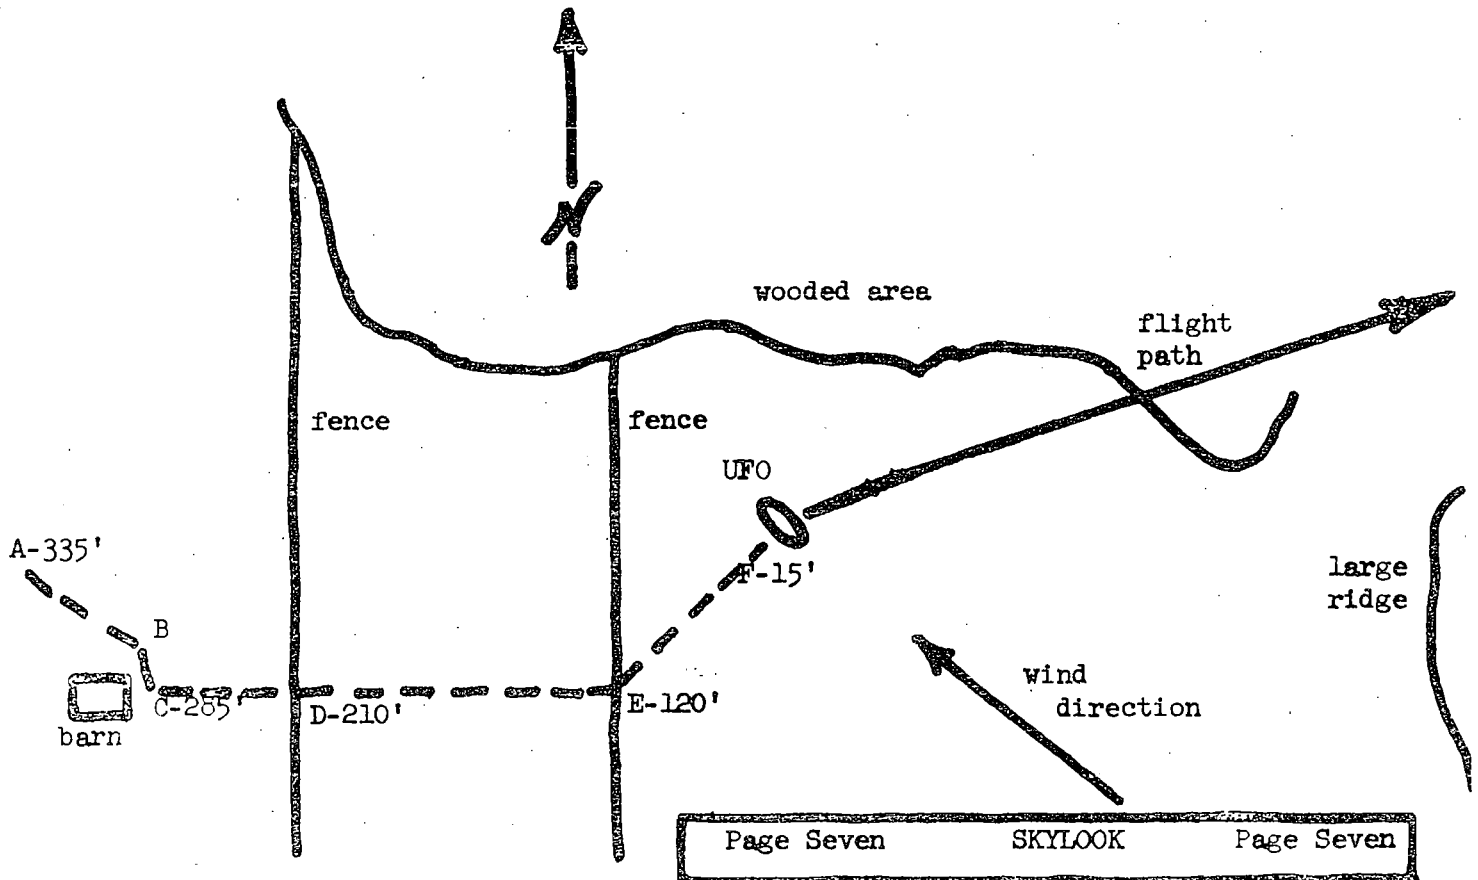 N
wooded area
flight
path
fence
fence
UFO
A-335'
F-15'
large
ridge
B
wind
direction
C-285'
D-210'
E-120'
barn
Page Seven SKYLOOK Page Seven